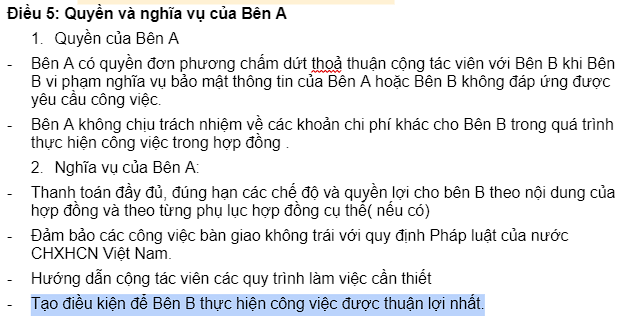 Điều 5: Quyền và nghĩa vụ của Bên A
1. Quyền của Bên A
- Bên A có quyền đơn phương chấm dứt thoả thuận cộng tác viên với Bên B khi Bên
B vi phạm nghĩa vụ bảo mật thông tin của Bên A hoặc Bên B không đáp ứng được
yêu cầu công việc.
- Bên A không chịu trách nhiệm về các khoản chi phí khác cho Bên B trong quá trình
thực hiện công việc trong hợp đồng .
2. Nghĩa vụ của Bên A:
- Thanh toán đầy đủ, đúng hạn các chế độ và quyền lợi cho bên B theo nội dung của
hợp đồng và theo từng phụ lục hợp đồng cụ thể( nếu có)
- Đảm bảo các công việc bàn giao không trái với quy định Pháp luật của nước
CHXHCN Việt Nam.
- Hướng dẫn cộng tác viên các quy trình làm việc cần thiết
- Tạo điều kiện để Bên B thực hiện công việc được thuận lợi nhất.